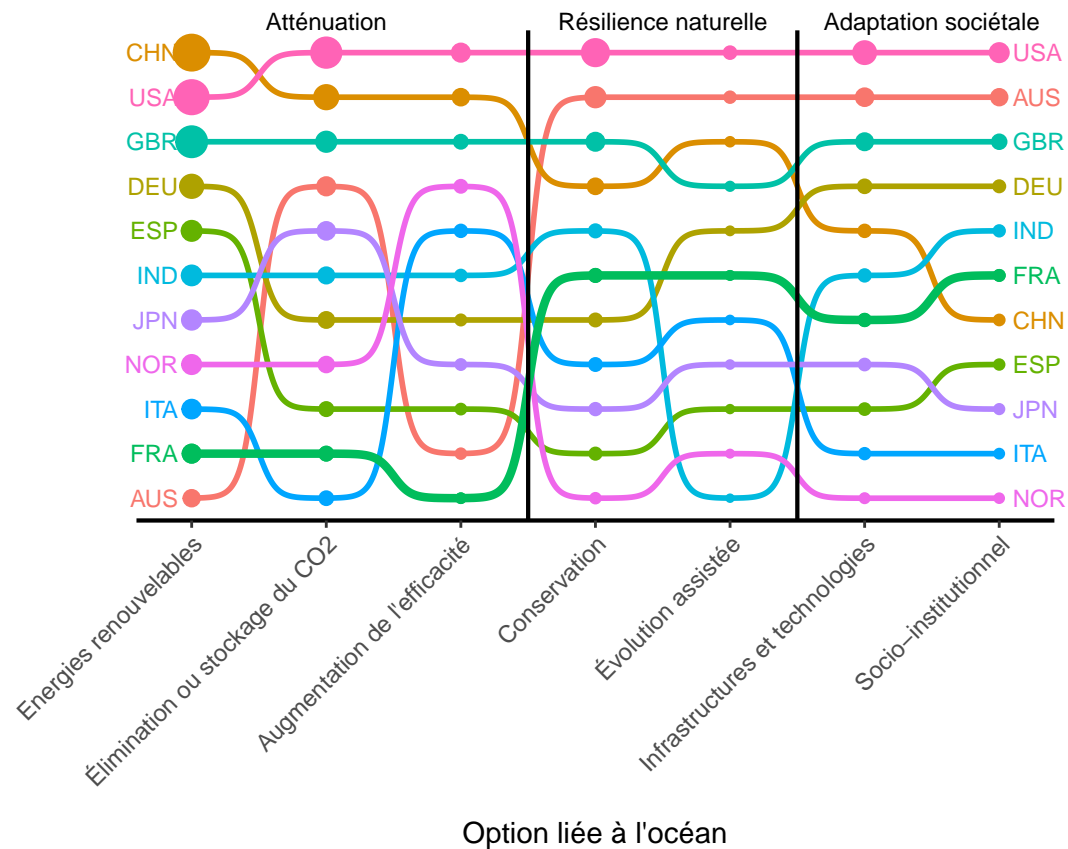 Atténuation
Résilience naturelle
Adaptation sociétale
CHN
USA
GBR
DEU
ESP
IND
JPN
NOR
ITA
FRA
AUS
USA
AUS
GBR
DEU
IND
FRA
CHN
ESP
JPN
ITA
NOR
Energies renouvelables
Élimination ou stockage du CO2
Augmentation de l'efficacité
Conservation
Évolution assistée
Infrastructures et technologies
Socio−institutionnel
Option liée à l'océan